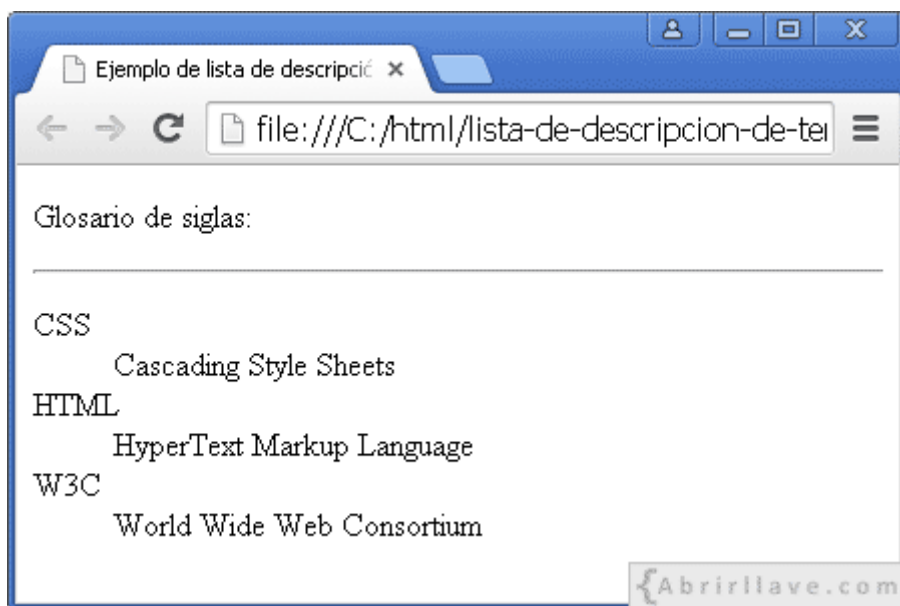 Ejemplo de lista de descripció
file:///C:/html/lista-de-descripcion-de-ter
Glosario de siglas:
CSS
Cascading Style Sheets
HTML
HyperText Markup Language
W3C
World Wide Web Consortium
{Abrirllave.com